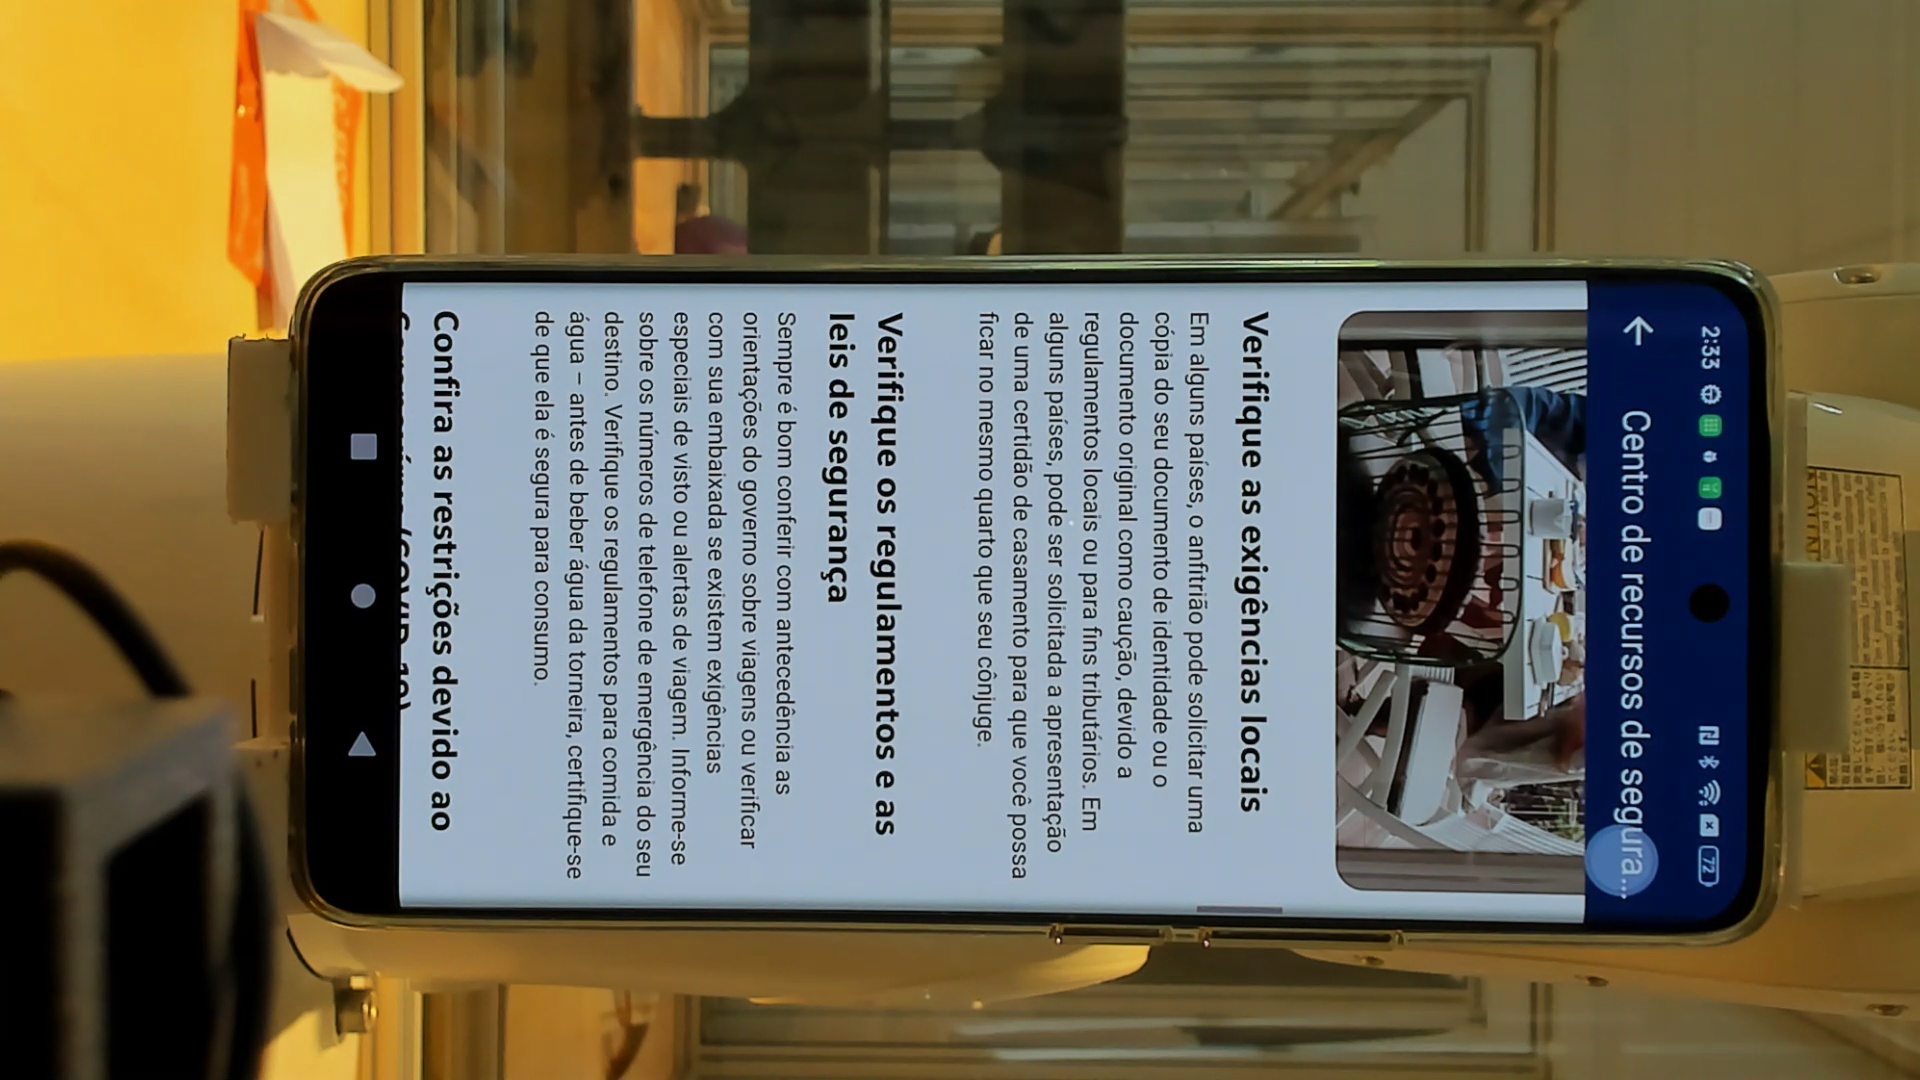 2:33
72
Centro de recursos de segura...
Verifique as exigências locais
Em alguns países, o anfitrião pode solicitar uma
cópia do seu documento de identidade ou o
documento original como caução, devido a
regulamentos locais ou para fins tributários. Em
alguns países, pode ser solicitada a apresentação
de uma certidão de casamento para que você possa
ficar no mesmo quarto que seu cônjuge.
Verifique os regulamentos e as
leis de segurança
Sempre é bom conferir com antecedência as
orientações do governo sobre viagens ou verificar
com sua embaixada se existem exigências
especiais de visto ou alertas de viagem. Informe-se
sobre os números de telefone de emergência do seu
destino. Verifique os regulamentos para comida e
água – antes de beber água da torneira, certifique-se
de que ela é segura para consumo.
Confira as restrições devido ao